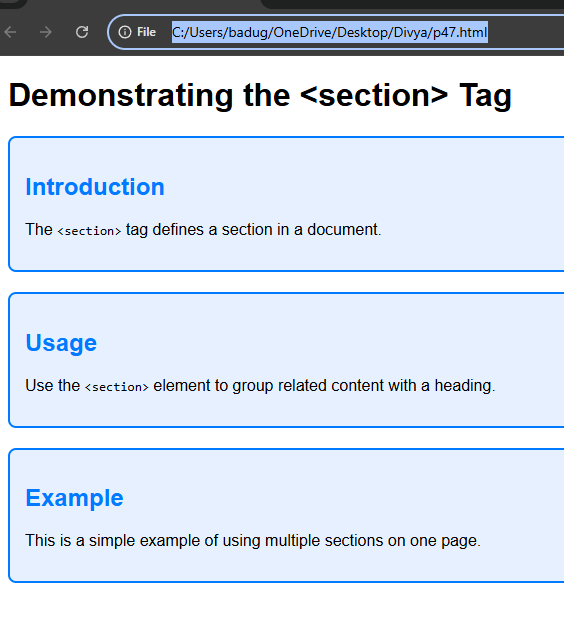 File C:/Users/badug/OneDrive/Desktop/Divya/p47.html
Demonstrating the <section> Tag
Introduction
The <section> tag defines a section in a document.
Usage
Use the <section> element to group related content with a heading.
Example
This is a simple example of using multiple sections on one page.